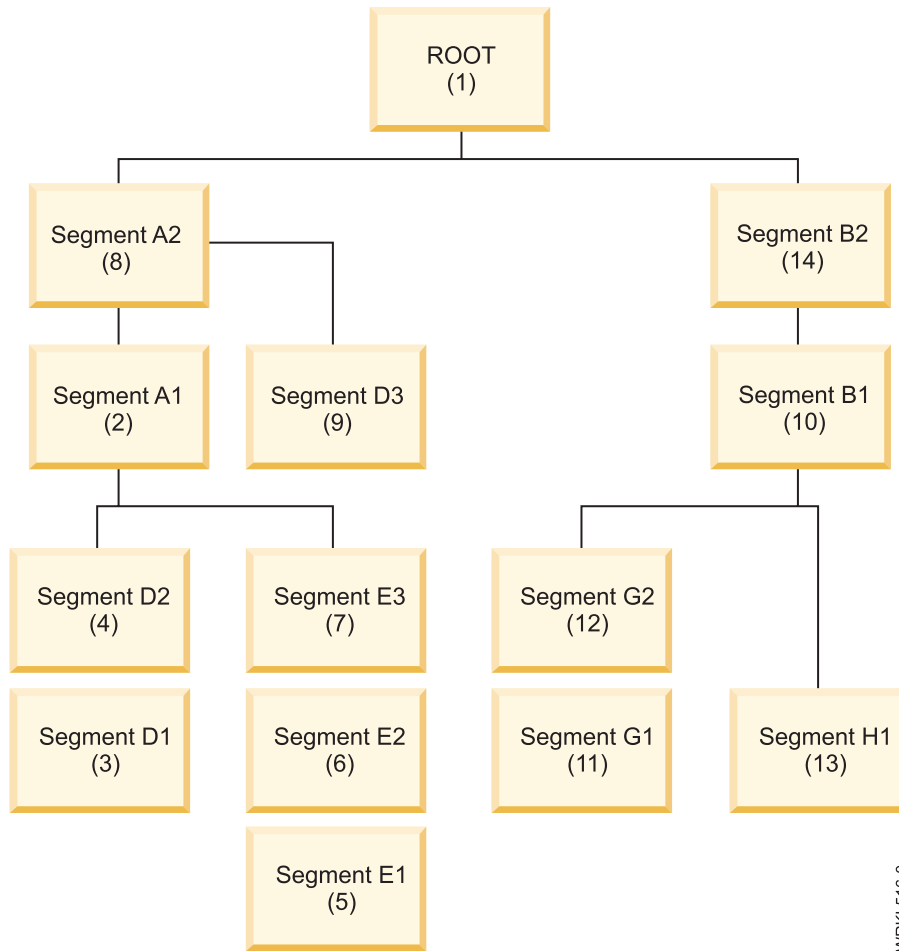 ROOT
(1)
Segment A2
(8)
Segment B2
(14)
Segment A1
(2)
Segment D3
(9)
Segment B1
(10)
Segment D2
(4)
Segment E3
(7)
Segment G2
(12)
Segment D1
(3)
Segment E2
(6)
Segment G1
(11)
Segment H1
(13)
Segment E1
(5)